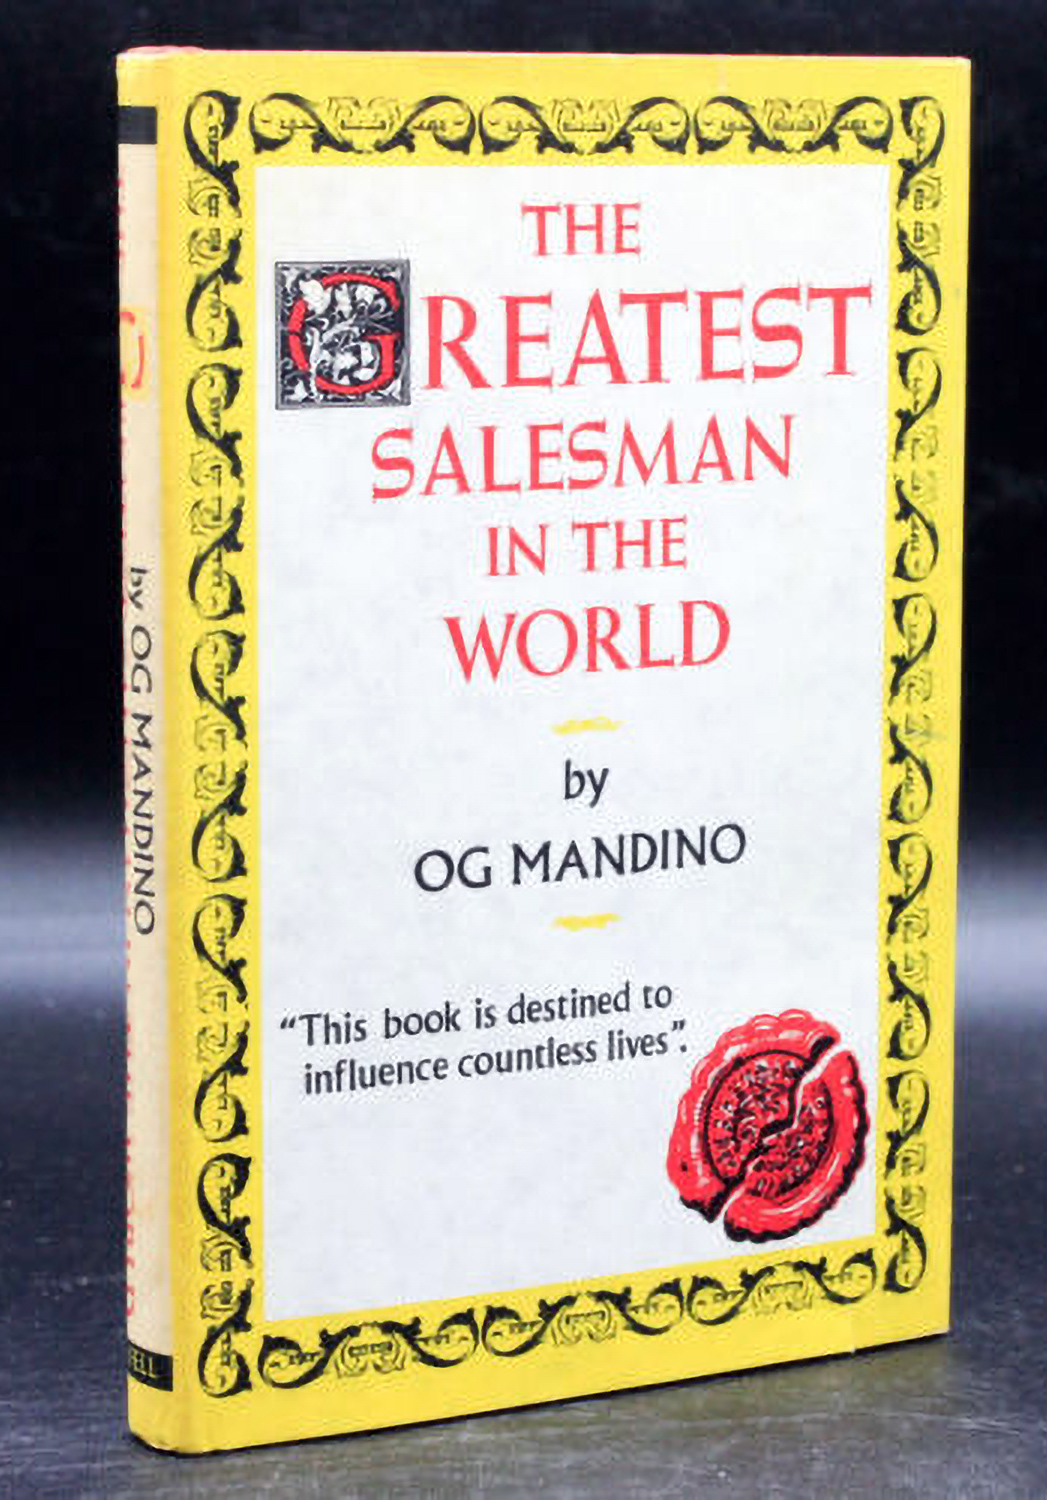 THE
GREATEST
SALESMAN
IN THE
WORLD
by
OG MANDINO
“This book is destined to
influence countless lives”.
by OG MANDINO
FELL